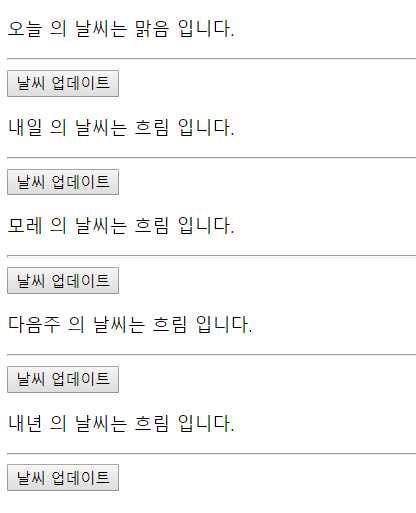 오늘 의 날씨는 맑음 입니다.
날씨 업데이트
내일 의 날씨는 흐림 입니다.
날씨 업데이트
모레 의 날씨는 흐림 입니다.
날씨 업데이트
다음주 의 날씨는 흐림 입니다.
날씨 업데이트
내년 의 날씨는 흐림 입니다.
날씨 업데이트